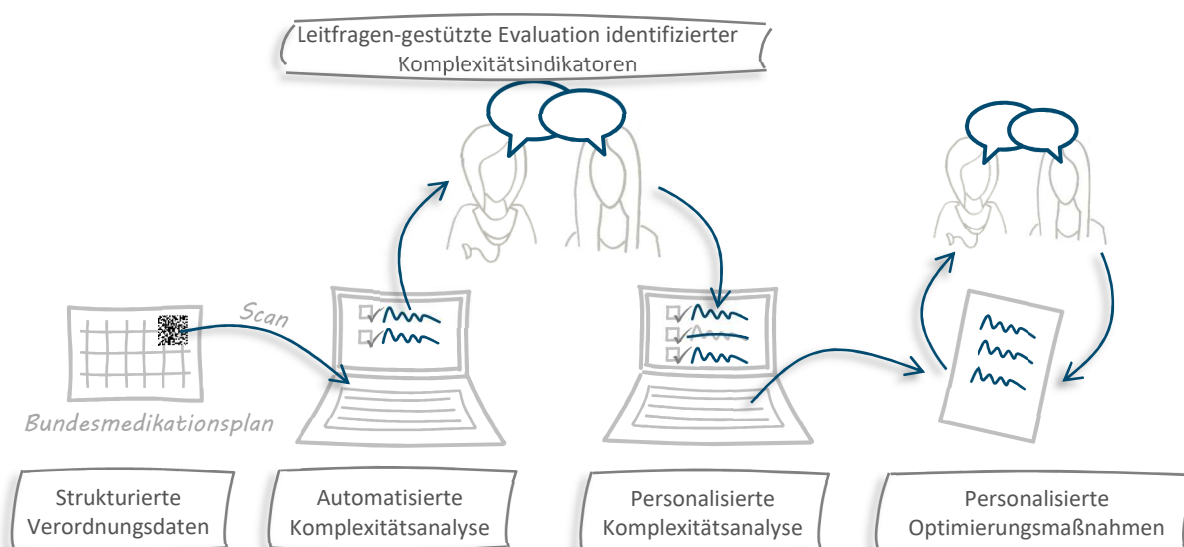 Leitfragen-gestützte Evaluation identifizierter
Komplexitätsindikatoren
Scan
Bundesmedikationsplan
Strukturierte
Verordnungsdaten
Automatisierte
Komplexitätsanalyse
Personalisierte
Komplexitätsanalyse
Personalisierte
Optimierungsmaßnahmen